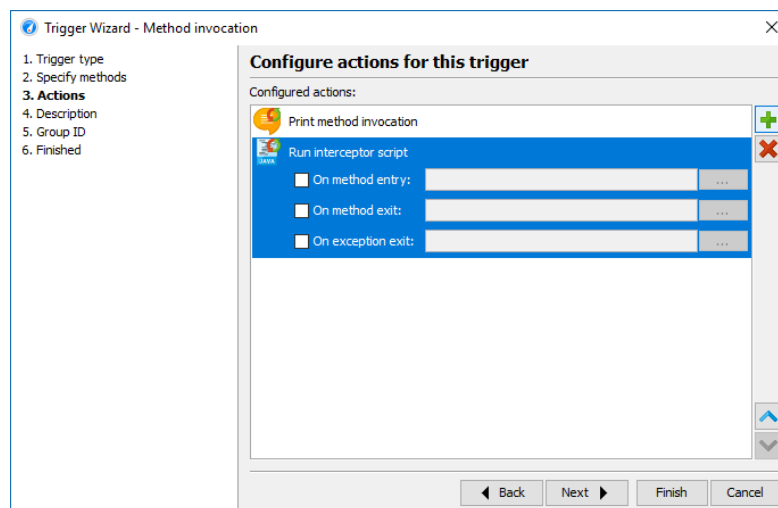 Trigger Wizard - Method invocation
1. Trigger type
2. Specify methods
3. Actions
4. Description
5. Group ID
6. Finished
Configure actions for this trigger
Configured actions:
Print method invocation
JAVA
Run interceptor script
On method entry:
...
On method exit:
...
On exception exit:
...
Back
Next
Finish
Cancel